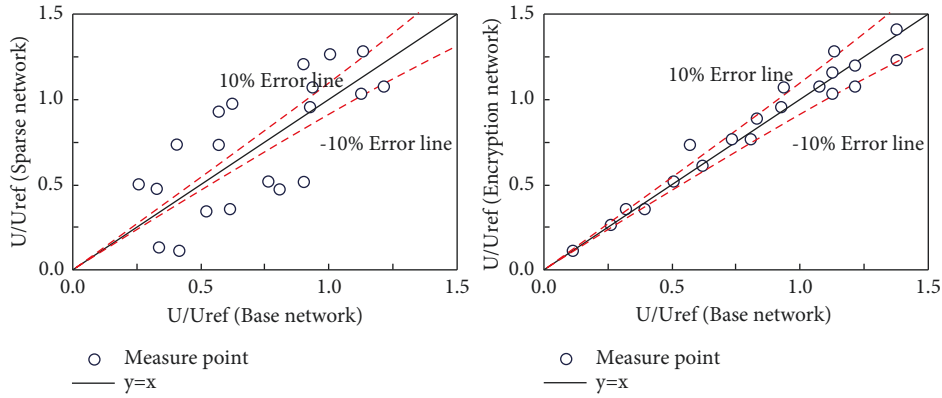 1.5
1.0
0.5
0.0
U/Uref (Sparse network)
10% Error line
-10% Error line
0.0 0.5 1.0 1.5
U/Uref (Base network)
Measure point
y=x
1.5
1.0
0.5
0.0
U/Uref (Encryption network)
10% Error line
-10% Error line
0.0 0.5 1.0 1.5
U/Uref (Base network)
Measure point
y=x